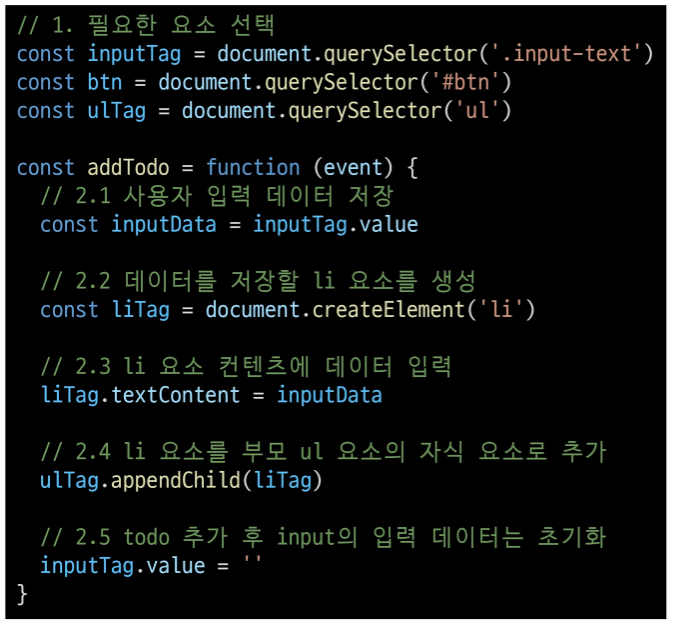 // 1. 필요한 요소 선택
const inputTag = document.querySelector('.input-text')
const btn = document.querySelector('#btn')
const ulTag = document.querySelector('ul')

const addTodo = function (event) {
  // 2.1 사용자 입력 데이터 저장
  const inputData = inputTag.value

  // 2.2 데이터를 저장할 li 요소를 생성
  const liTag = document.createElement('li')

  // 2.3 li 요소 컨텐츠에 데이터 입력
  liTag.textContent = inputData

  // 2.4 li 요소를 부모 ul 요소의 자식 요소로 추가
  ulTag.appendChild(liTag)

  // 2.5 todo 추가 후 input의 입력 데이터는 초기화
  inputTag.value = ''
}